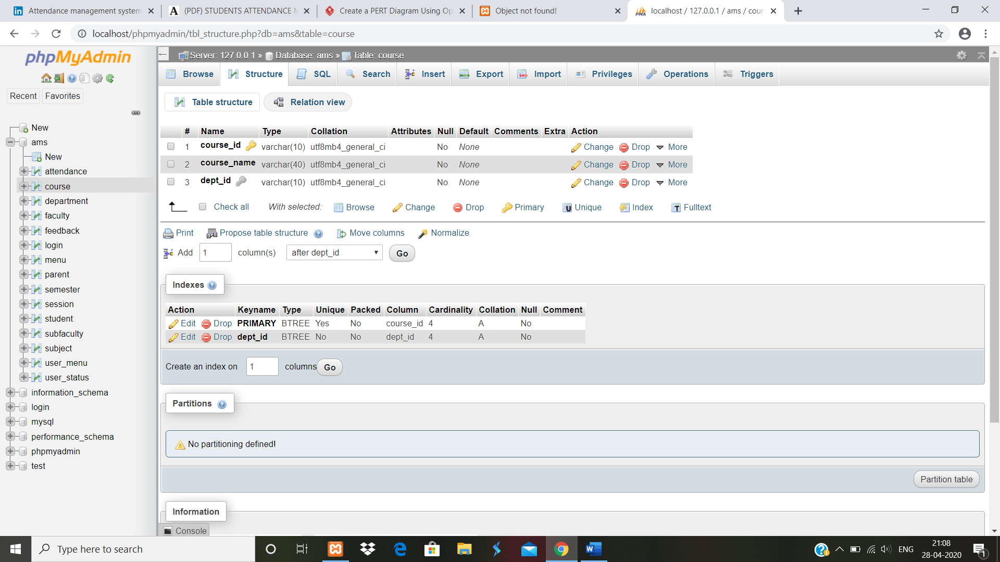 Attendance management system
(PDF) STUDENTS ATTENDANCE M
Create a PERT Diagram Using Op
Object not found!
localhost / 127.0.0.1 / ams / cour
localhost/phpmyadmin/tbl_structure.php?db=ams&table=course
phpMyAdmin
Recent Favorites
New
ams
New
attendance
course
department
faculty
feedback
login
menu
parent
semester
session
student
subfaculty
subject
user_menu
user_status
information_schema
login
mysql
performance_schema
phpmyadmin
test
Server: 127.0.0.1 » Database: ams » Table: course
Browse Structure SQL Search Insert Export Import Privileges Operations Triggers
Table structure Relation view
# Name Type Collation Attributes Null Default Comments Extra Action
1 course_id varchar(10) utf8mb4_general_ci No None Change Drop More
2 course_name varchar(40) utf8mb4_general_ci No None Change Drop More
3 dept_id varchar(10) utf8mb4_general_ci No None Change Drop More
Check all With selected: Browse Change Drop Primary Unique Index Fulltext
Print Propose table structure Move columns Normalize
Add 1 column(s) after dept_id Go
Indexes
Action Keyname Type Unique Packed Column Cardinality Collation Null Comment
Edit Drop PRIMARY BTREE Yes No course_id 4 A No
Edit Drop dept_id BTREE No No dept_id 4 A No
Create an index on 1 columns Go
Partitions
No partitioning defined!
Partition table
Information
Console
Type here to search
ENG
21:08
28-04-2020
1